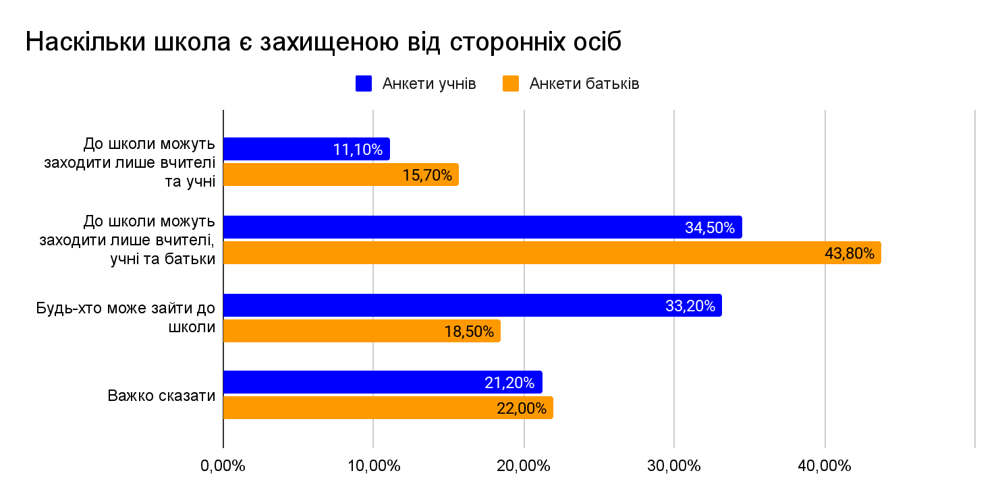 Наскільки школа є захищеною від сторонніх осіб
Анкети учнів
Анкети батьків
До школи можуть
заходити лише вчителі
та учні
11,10%
15,70%
До школи можуть
заходити лише вчителі,
учні та батьки
34,50%
43,80%
Будь-хто може зайти до
школи
33,20%
18,50%
Важко сказати
21,20%
22,00%
0,00%
10,00%
20,00%
30,00%
40,00%